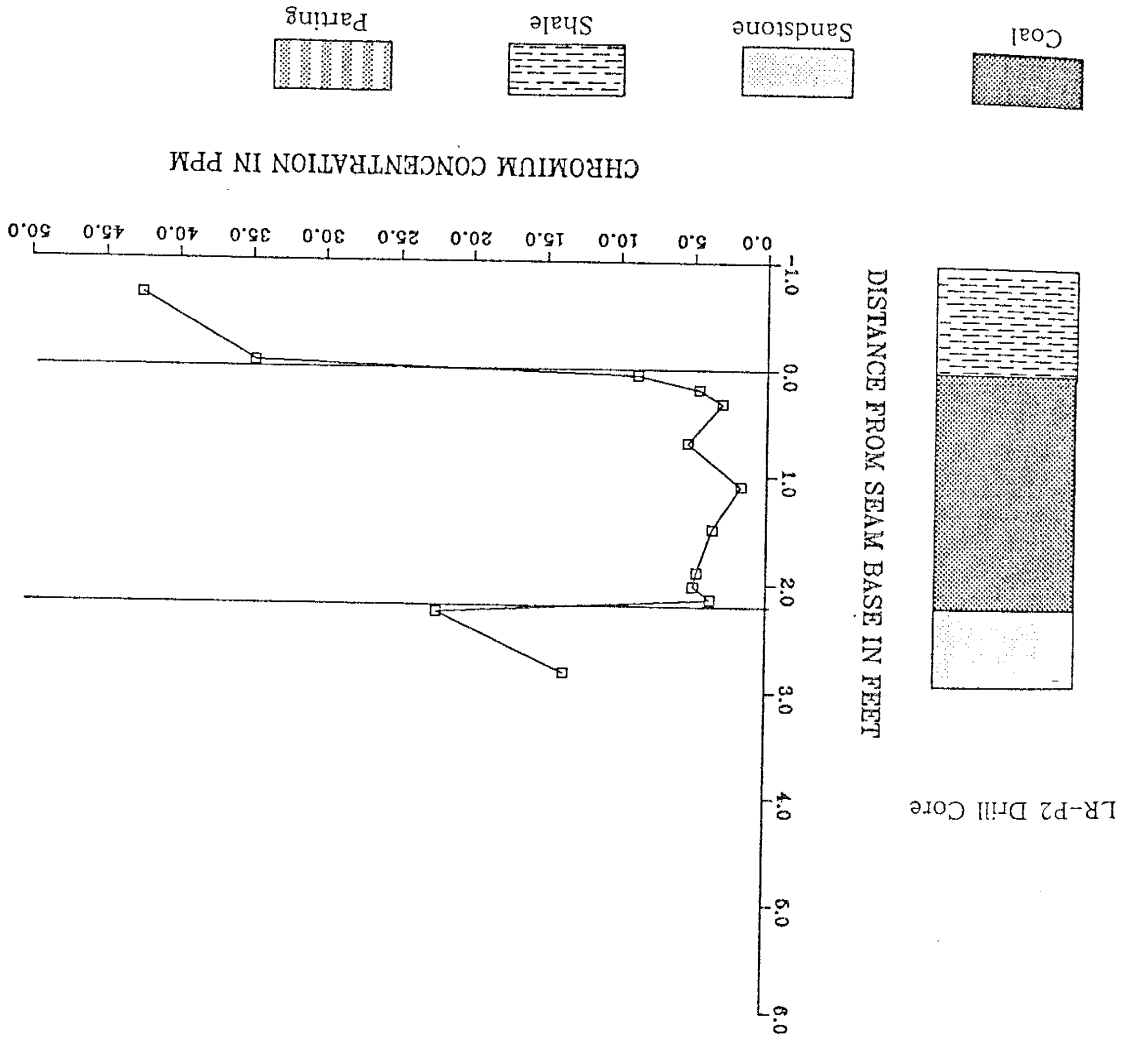 LR-P2 Drill Core
6.0
5.0
4.0
3.0
2.0
1.0
0.0
-1.0
DISTANCE FROM SEAM BASE IN FEET
0.0 5.0 10.0 15.0 20.0 25.0 30.0 35.0 40.0 45.0 50.0
CHROMIUM CONCENTRATION IN PPM
Coal Sandstone Shale Parting